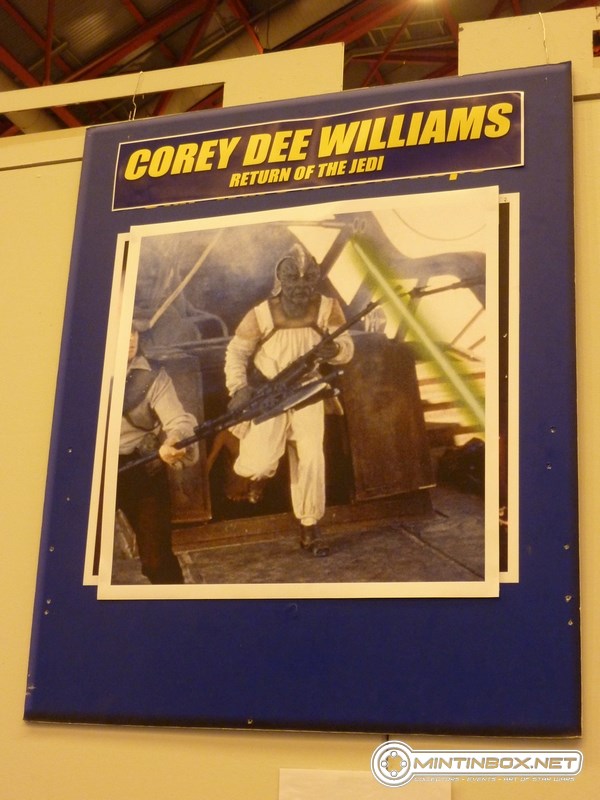 COREY DEE WILLIAMS
RETURN OF THE JEDI
MINTINBOX.NET